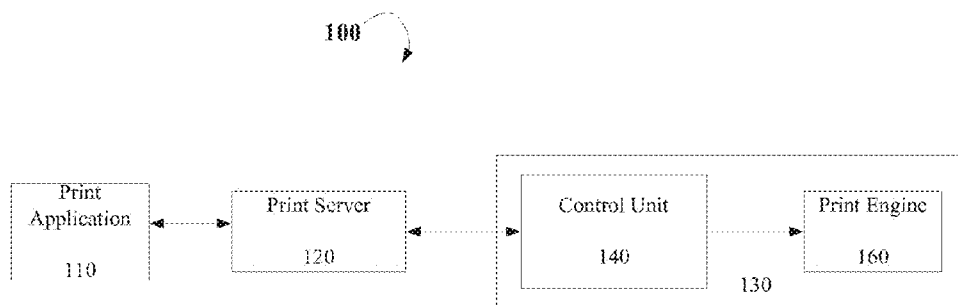 100
Print
Application
110
Print Server
120
Control Unit
140
130
Print Engine
160